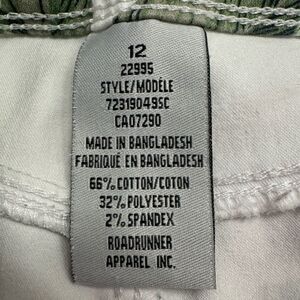 12
22995
STYLE/MODÈLE
72319049SC
CA07290
MADE IN BANGLADESH
FABRIQUÉ EN BANGLADESH
66% COTTON/COTON
32% POLYESTER
2% SPANDEX
ROADRUNNER
APPAREL INC.